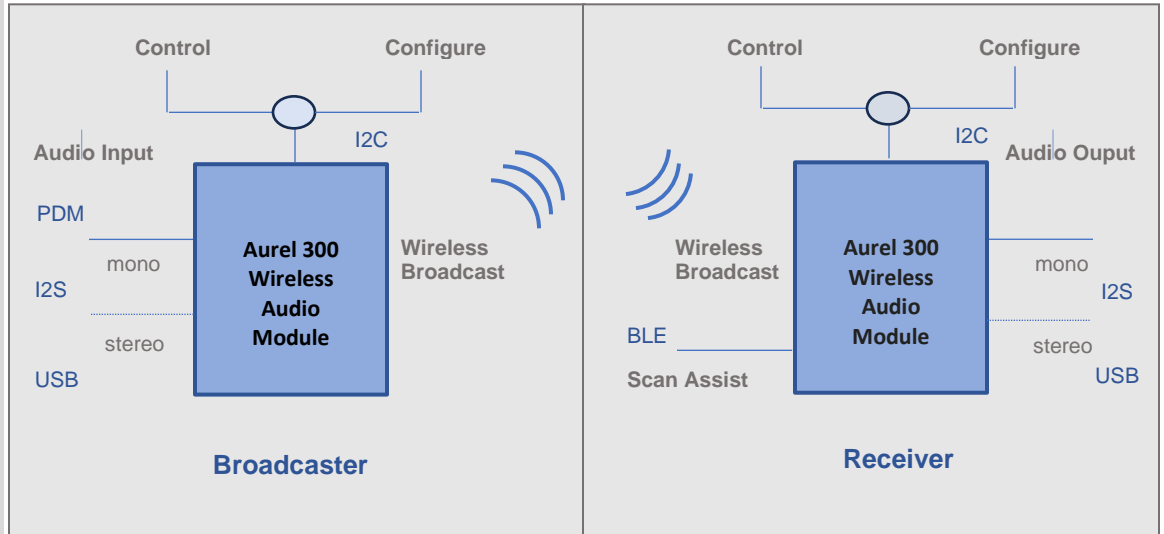 Control
Configure
I2C
Audio Input
PDM
mono
I2S
stereo
USB
Aurel 300
Wireless
Audio
Module
Wireless
Broadcast
Broadcaster
Control
Configure
I2C
Audio Ouput
Wireless
Broadcast
BLE
Scan Assist
Aurel 300
Wireless
Audio
Module
mono
I2S
stereo
USB
Receiver